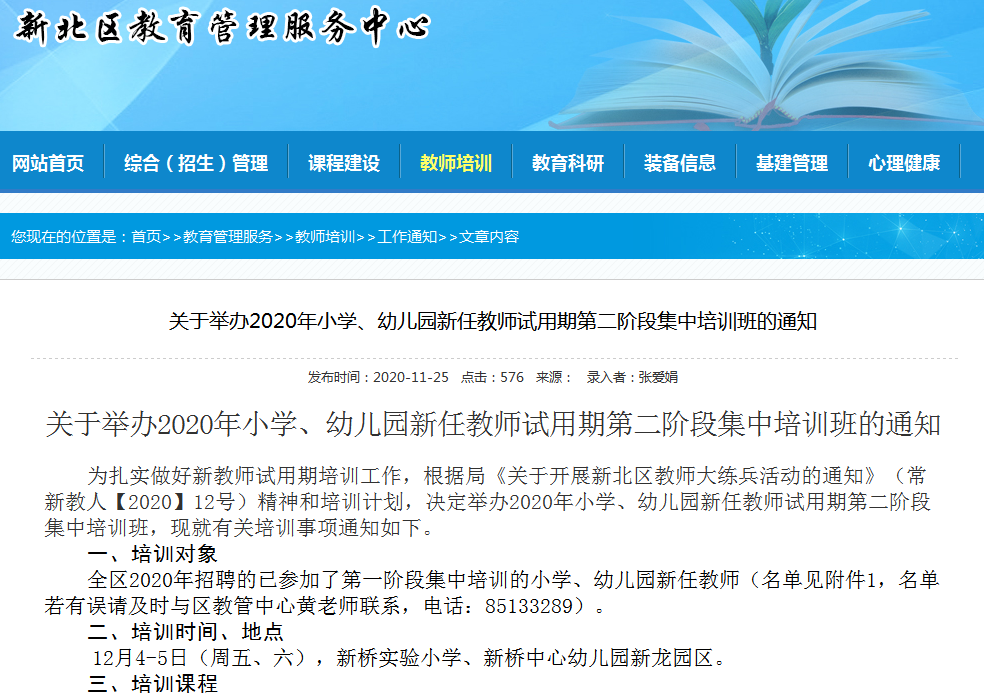 新北区教育管理服务中心
网站首页 综合（招生）管理 课程建设 教师培训 教育科研 装备信息 基建管理 心理健康
您现在的位置是：首页>>教育管理服务>>教师培训>>工作通知>>文章内容
关于举办2020年小学、幼儿园新任教师试用期第二阶段集中培训班的通知
发布时间：2020-11-25 点击：576 来源： 录入者：张爱娟
关于举办2020年小学、幼儿园新任教师试用期第二阶段集中培训班的通知
为扎实做好新教师试用期培训工作，根据局《关于开展新北区教师大练兵活动的通知》（常
新教人【2020】12号）精神和培训计划，决定举办2020年小学、幼儿园新任教师试用期第二阶段
集中培训班，现就有关培训事项通知如下。
一、培训对象
全区2020年招聘的已参加了第一阶段集中培训的小学、幼儿园新任教师（名单见附件1，名单
若有误请及时与区教管中心黄老师联系，电话：85133289）。
二、培训时间、地点
12月4-5日（周五、六），新桥实验小学、新桥中心幼儿园新龙园区。
三、培训课程